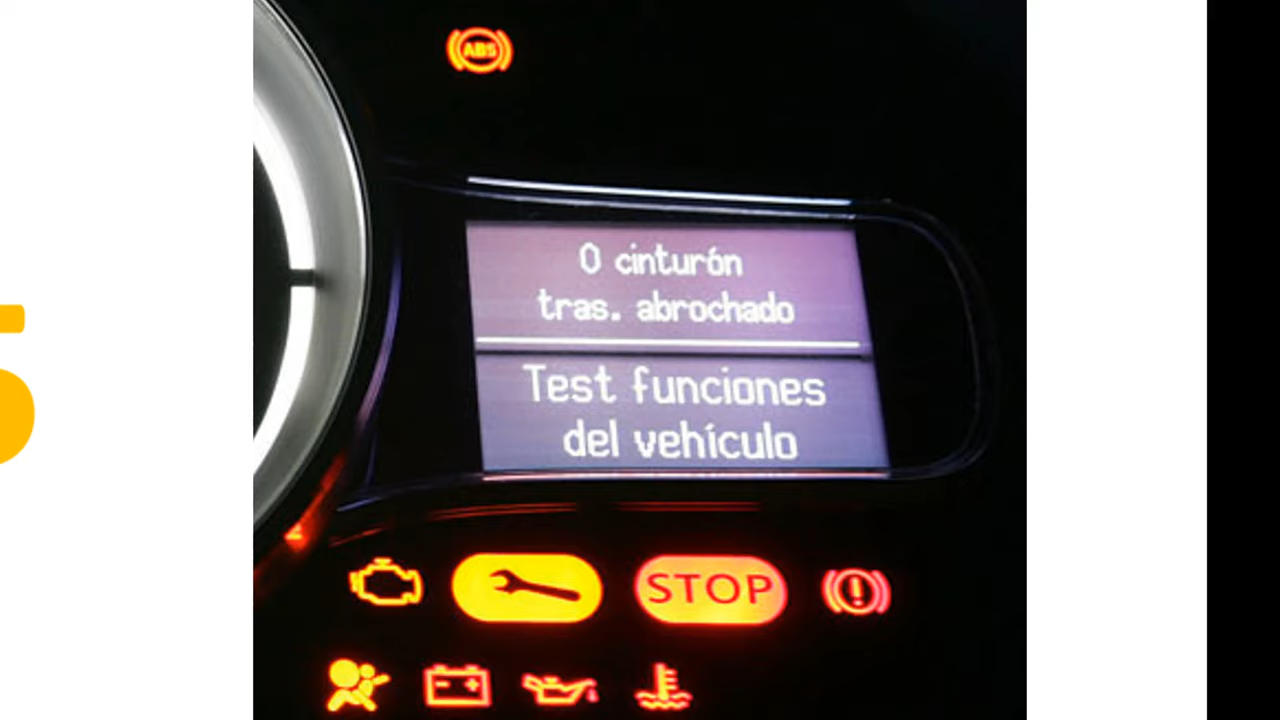 ABS
0 cinturón
tras. abrochado
Test funciones
del vehículo
STOP